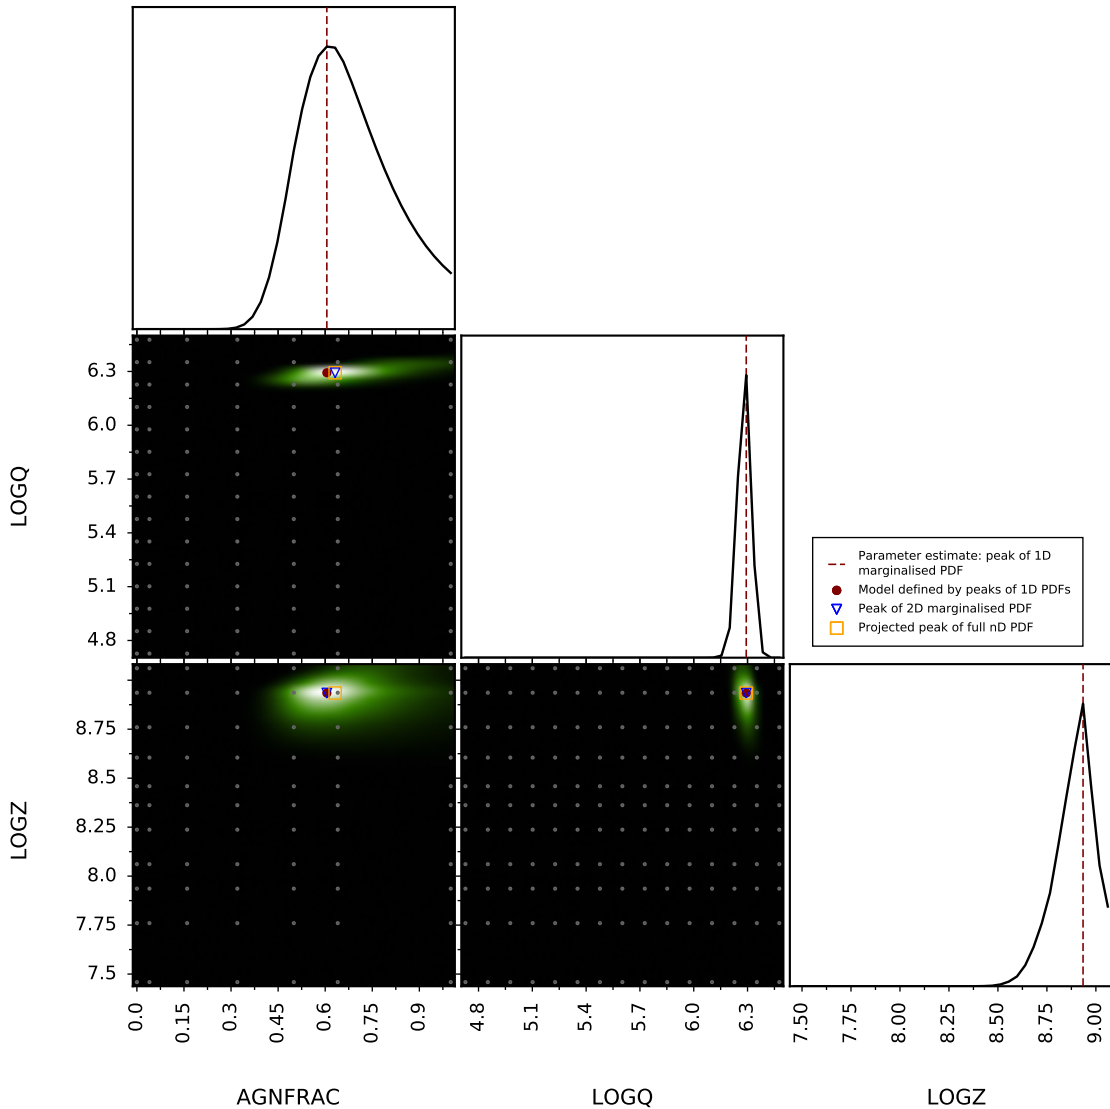 6.3
6.0
5.7
5.4
5.1
4.8
LOGQ
Parameter estimate: peak of 1D
marginalised PDF
Model defined by peaks of 1D PDFs
Peak of 2D marginalised PDF
Projected peak of full nD PDF
8.75
8.5
8.25
8.0
7.75
7.5
LOGZ
0.0 0.15 0.3 0.45 0.6 0.75 0.9
4.8 5.1 5.4 5.7 6.0 6.3
7.50 7.75 8.00 8.25 8.50 8.75 9.00
AGNFRAC LOGQ LOGZ